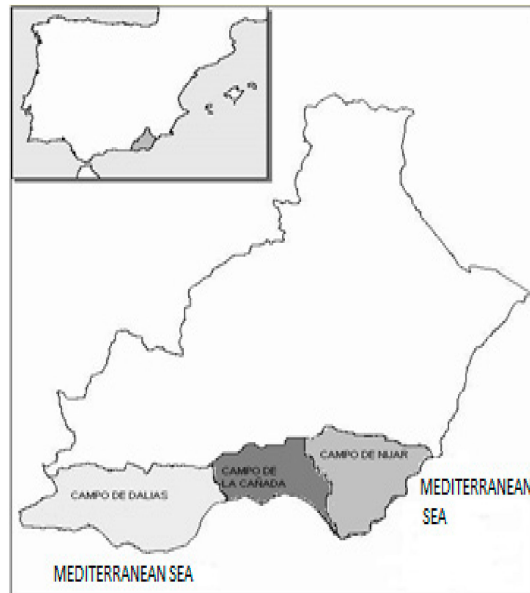 CAMPO DE NIJAR
CAMPO DE
LA CAÑADA
CAMPO DE DALIAS
MEDITERRANEAN
SEA
MEDITERRANEAN SEA